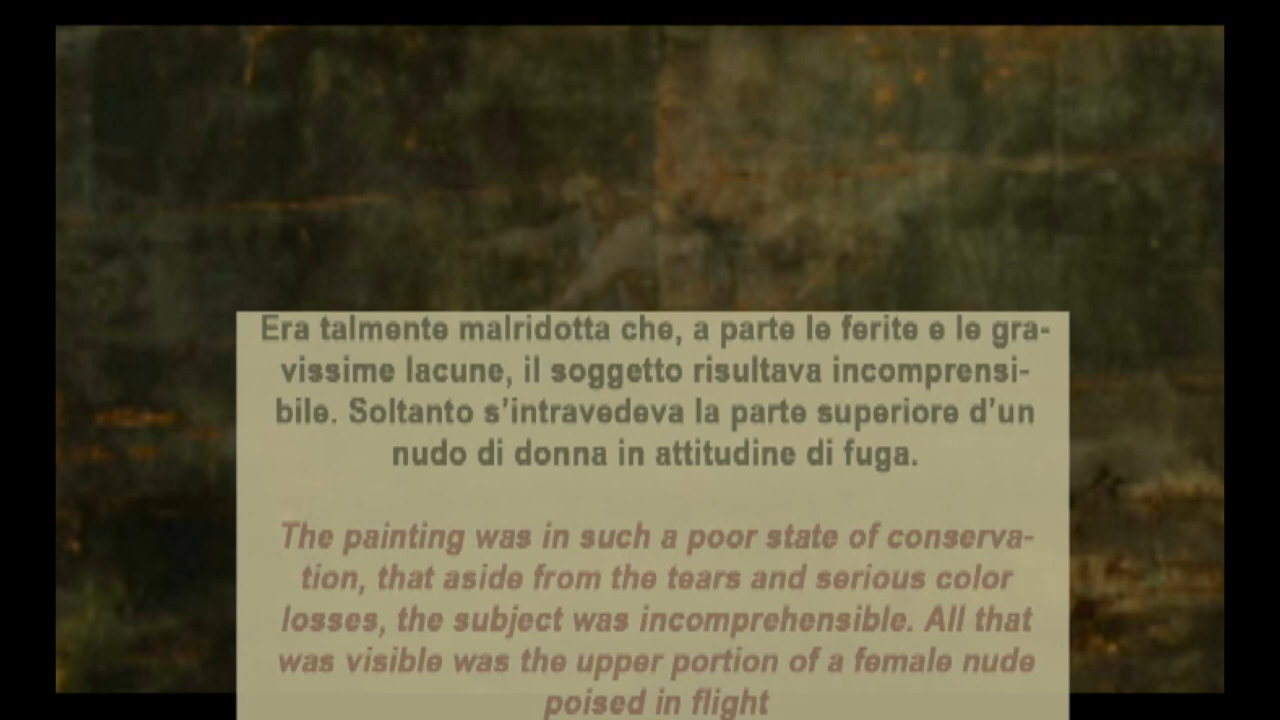 Era talmente malridotta che, a parte le ferite e le gra-
vissime lacune, il soggetto risultava incomprensi-
bile. Soltanto s’intravedeva la parte superiore d’un
nudo di donna in attitudine di fuga.
The painting was in such a poor state of conserva-
tion, that aside from the tears and serious color
losses, the subject was incomprehensible. All that
was visible was the upper portion of a female nude
poised in flight